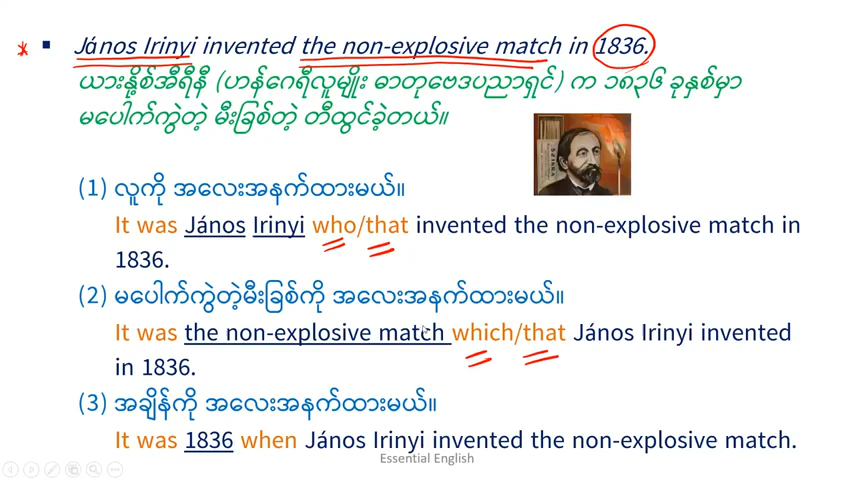 János Irinyi invented the non-explosive match in 1836.
ယားနို့စ်အီရီနီ (ဟန်ဂေရီလူမျိုး ဓာတုဗေဒပညာရှင်) က ၁၈၃၆ ခုနှစ်မှာ
မပေါက်ကွဲတဲ့ မီးခြစ်တဲ့ တီထွင်ခဲ့တယ်။
(1) လူကို အလေးအနက်ထားမယ်။
It was János Irinyi who/that invented the non-explosive match in
1836.
(2) မပေါက်ကွဲတဲ့မီးခြစ်ကို အလေးအနက်ထားမယ်။
It was the non-explosive match which/that János Irinyi invented
in 1836.
(3) အချိန်ကို အလေးအနက်ထားမယ်။
It was 1836 when János Irinyi invented the non-explosive match.
Essential English